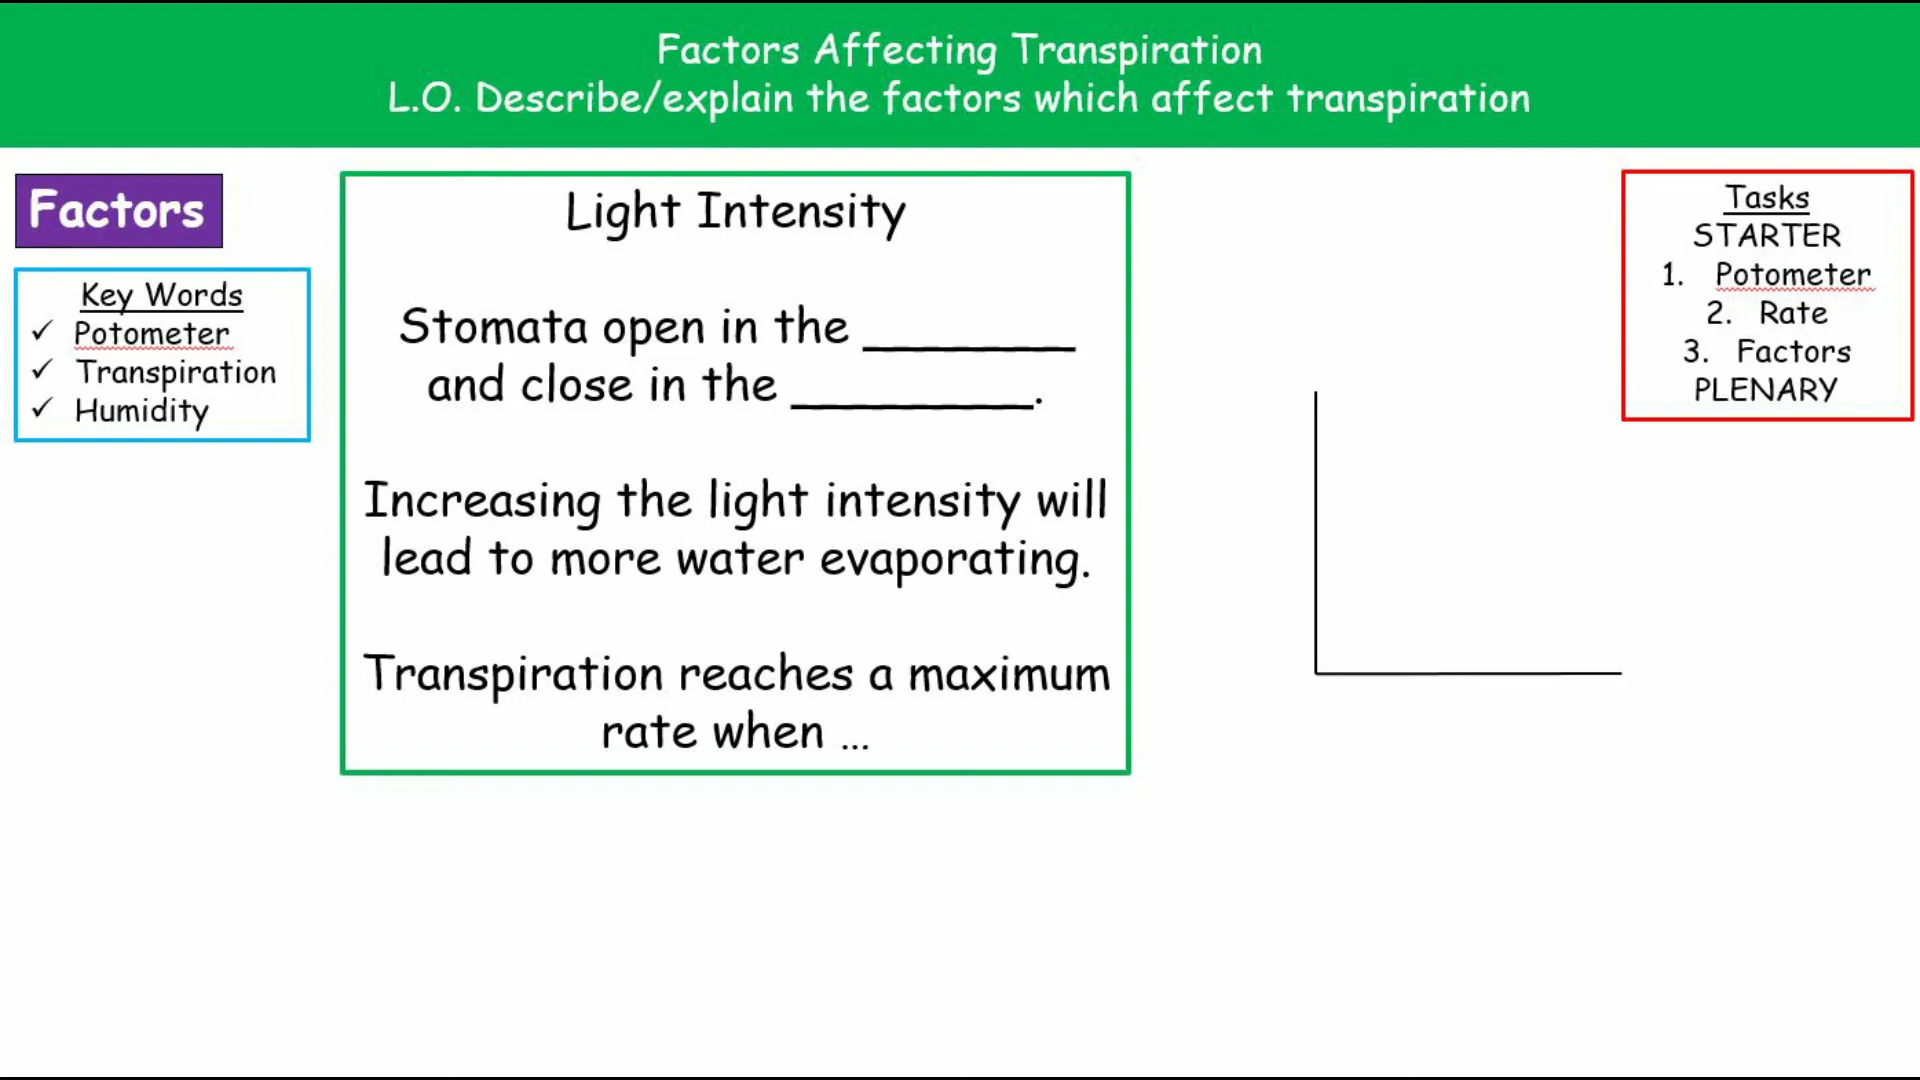 Factors Affecting Transpiration
L.O. Describe/explain the factors which affect transpiration
Factors
Key Words
✓ Potometer
✓ Transpiration
✓ Humidity
Light Intensity
Stomata open in the _______
and close in the ________.
Increasing the light intensity will
lead to more water evaporating.
Transpiration reaches a maximum
rate when ...
Tasks
STARTER
1. Potometer
2. Rate
3. Factors
PLENARY